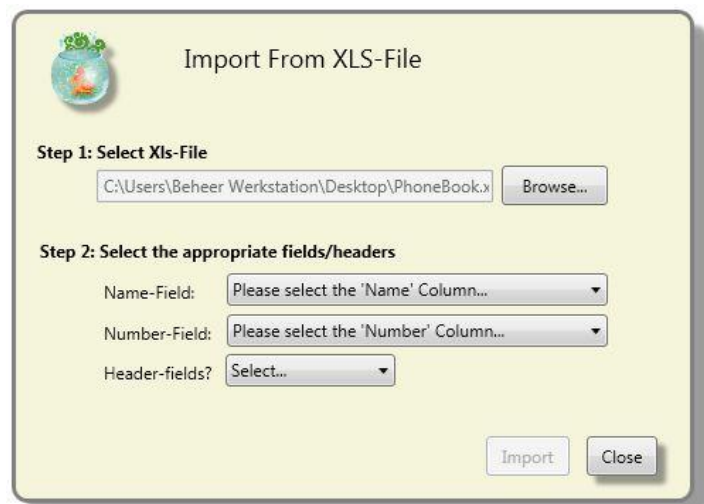 Import From XLS-File
Step 1: Select Xls-File
C:\Users\Beheer Werkstation\Desktop\PhoneBook.x
Browse...
Step 2: Select the appropriate fields/headers
Name-Field: Please select the 'Name' Column...
Number-Field: Please select the 'Number' Column...
Header-fields? Select...
Import Close